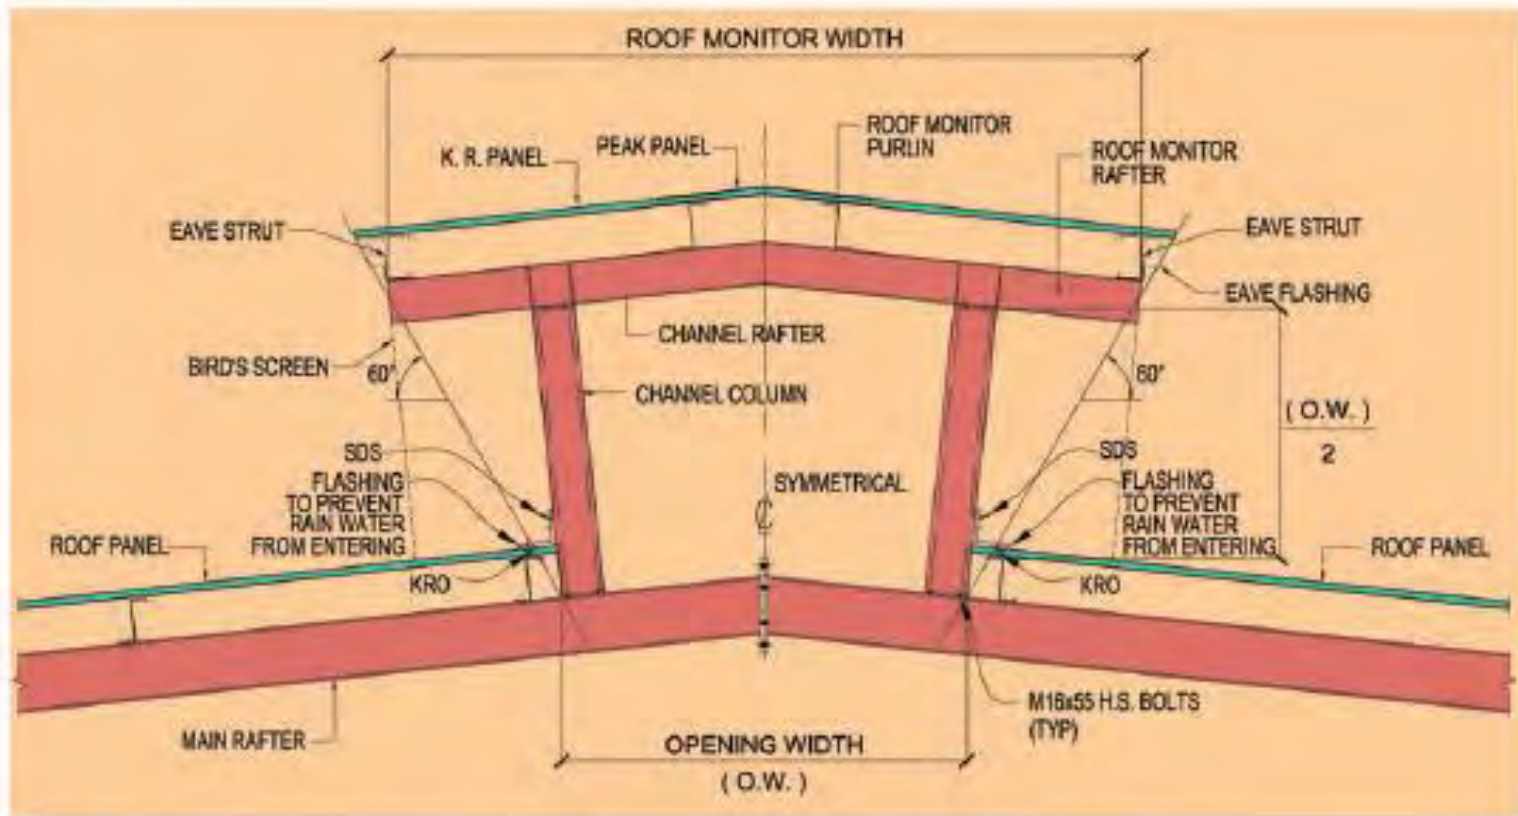 ROOF MONITOR WIDTH
ROOF MONITOR
PURLIN
PEAK PANEL
K. R. PANEL
ROOF MONITOR
RAFTER
EAVE STRUT
EAVE STRUT
EAVE FLASHING
CHANNEL RAFTER
BIRD'S SCREEN
60°
60°
CHANNEL COLUMN
( O.W. )
2
SDS
SDS
FLASHING
TO PREVENT
RAIN WATER
FROM ENTERING
SYMMETRICAL
FLASHING
TO PREVENT
RAIN WATER
FROM ENTERING
ROOF PANEL
ROOF PANEL
KRO
KRO
M16x55 H.S. BOLTS
(TYP)
MAIN RAFTER
OPENING WIDTH
( O.W. )